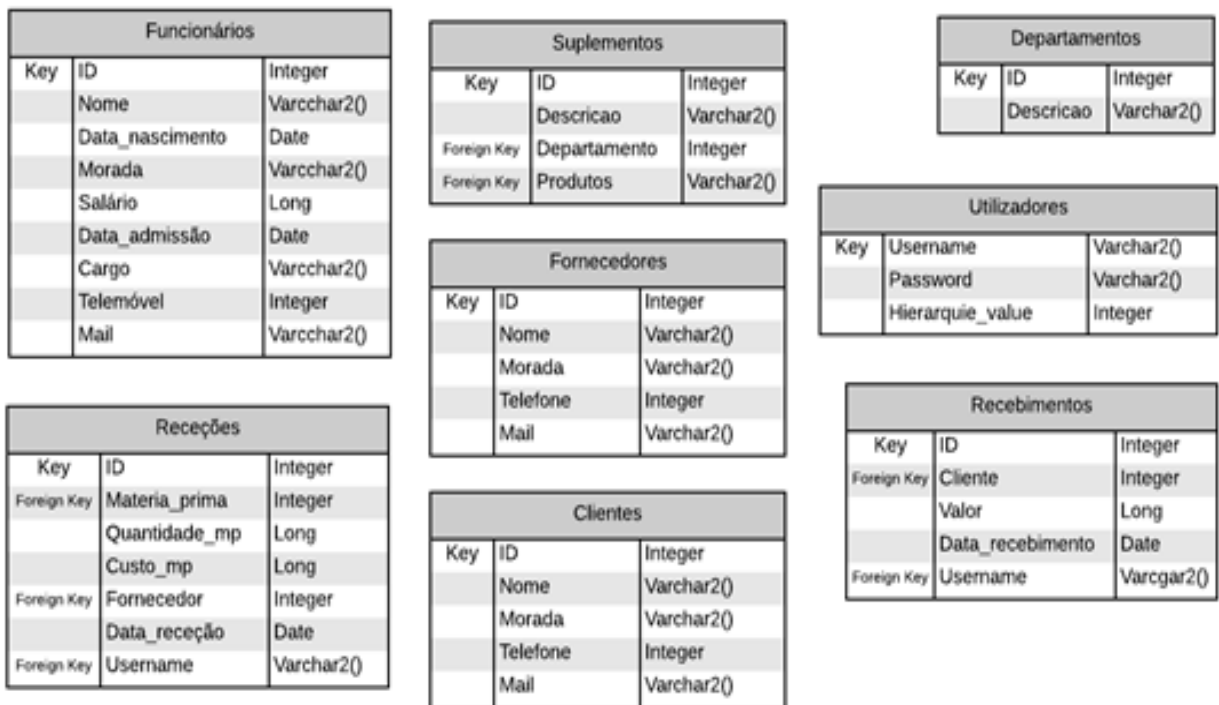 Funcionários
Key ID Integer
Nome Varcchar2()
Data_nascimento Date
Morada Varcchar2()
Salário Long
Data_admissão Date
Cargo Varcchar2()
Telemóvel Integer
Mail Varcchar2()
Receções
Key ID Integer
Foreign Key Materia_prima Integer
Quantidade_mp Long
Custo_mp Long
Foreign Key Fornecedor Integer
Data_receção Date
Foreign Key Username Varchar2()
Suplementos
Key ID Integer
Descricao Varchar2()
Foreign Key Departamento Integer
Foreign Key Produtos Varchar2()
Fornecedores
Key ID Integer
Nome Varchar2()
Morada Varchar2()
Telefone Integer
Mail Varchar2()
Clientes
Key ID Integer
Nome Varchar2()
Morada Varchar2()
Telefone Integer
Mail Varchar2()
Departamentos
Key ID Integer
Descricao Varchar2()
Utilizadores
Key Username Varchar2()
Password Varchar2()
Hierarquie_value Integer
Recebimentos
Key ID Integer
Foreign Key Cliente Integer
Valor Long
Data_recebimento Date
Foreign Key Username Varcgar2()